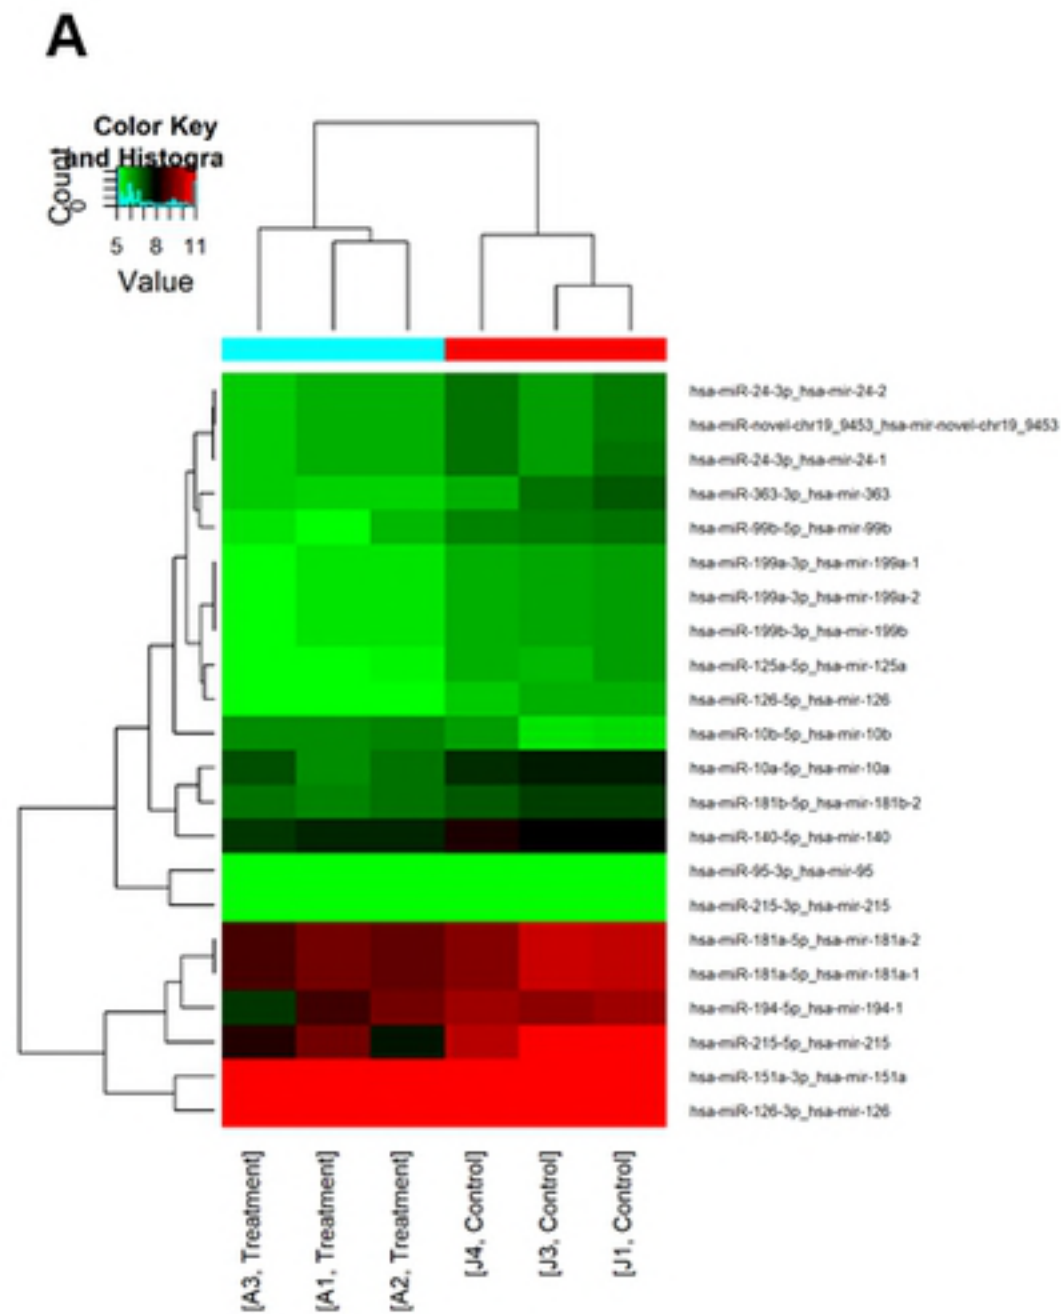 A
Color Key
and Histogra
Count
0
5 8 11
Value
hsa-miR-24-3p_hsa-mir-24-2
hsa-miR-novel-chr19_9453_hsa-mir-novel-chr19_9453
hsa-miR-24-3p_hsa-mir-24-1
hsa-miR-363-3p_hsa-mir-363
hsa-miR-99b-5p_hsa-mir-99b
hsa-miR-199a-3p_hsa-mir-199a-1
hsa-miR-199a-3p_hsa-mir-199a-2
hsa-miR-199b-3p_hsa-mir-199b
hsa-miR-125a-5p_hsa-mir-125a
hsa-miR-126-5p_hsa-mir-126
hsa-miR-10b-5p_hsa-mir-10b
hsa-miR-10a-5p_hsa-mir-10a
hsa-miR-181b-5p_hsa-mir-181b-2
hsa-miR-140-5p_hsa-mir-140
hsa-miR-95-3p_hsa-mir-95
hsa-miR-215-3p_hsa-mir-215
hsa-miR-181a-5p_hsa-mir-181a-2
hsa-miR-181a-5p_hsa-mir-181a-1
hsa-miR-194-5p_hsa-mir-194-1
hsa-miR-215-5p_hsa-mir-215
hsa-miR-151a-3p_hsa-mir-151a
hsa-miR-126-3p_hsa-mir-126
[A3, Treatment]
[A1, Treatment]
[A2, Treatment]
[J4, Control]
[J3, Control]
[J1, Control]